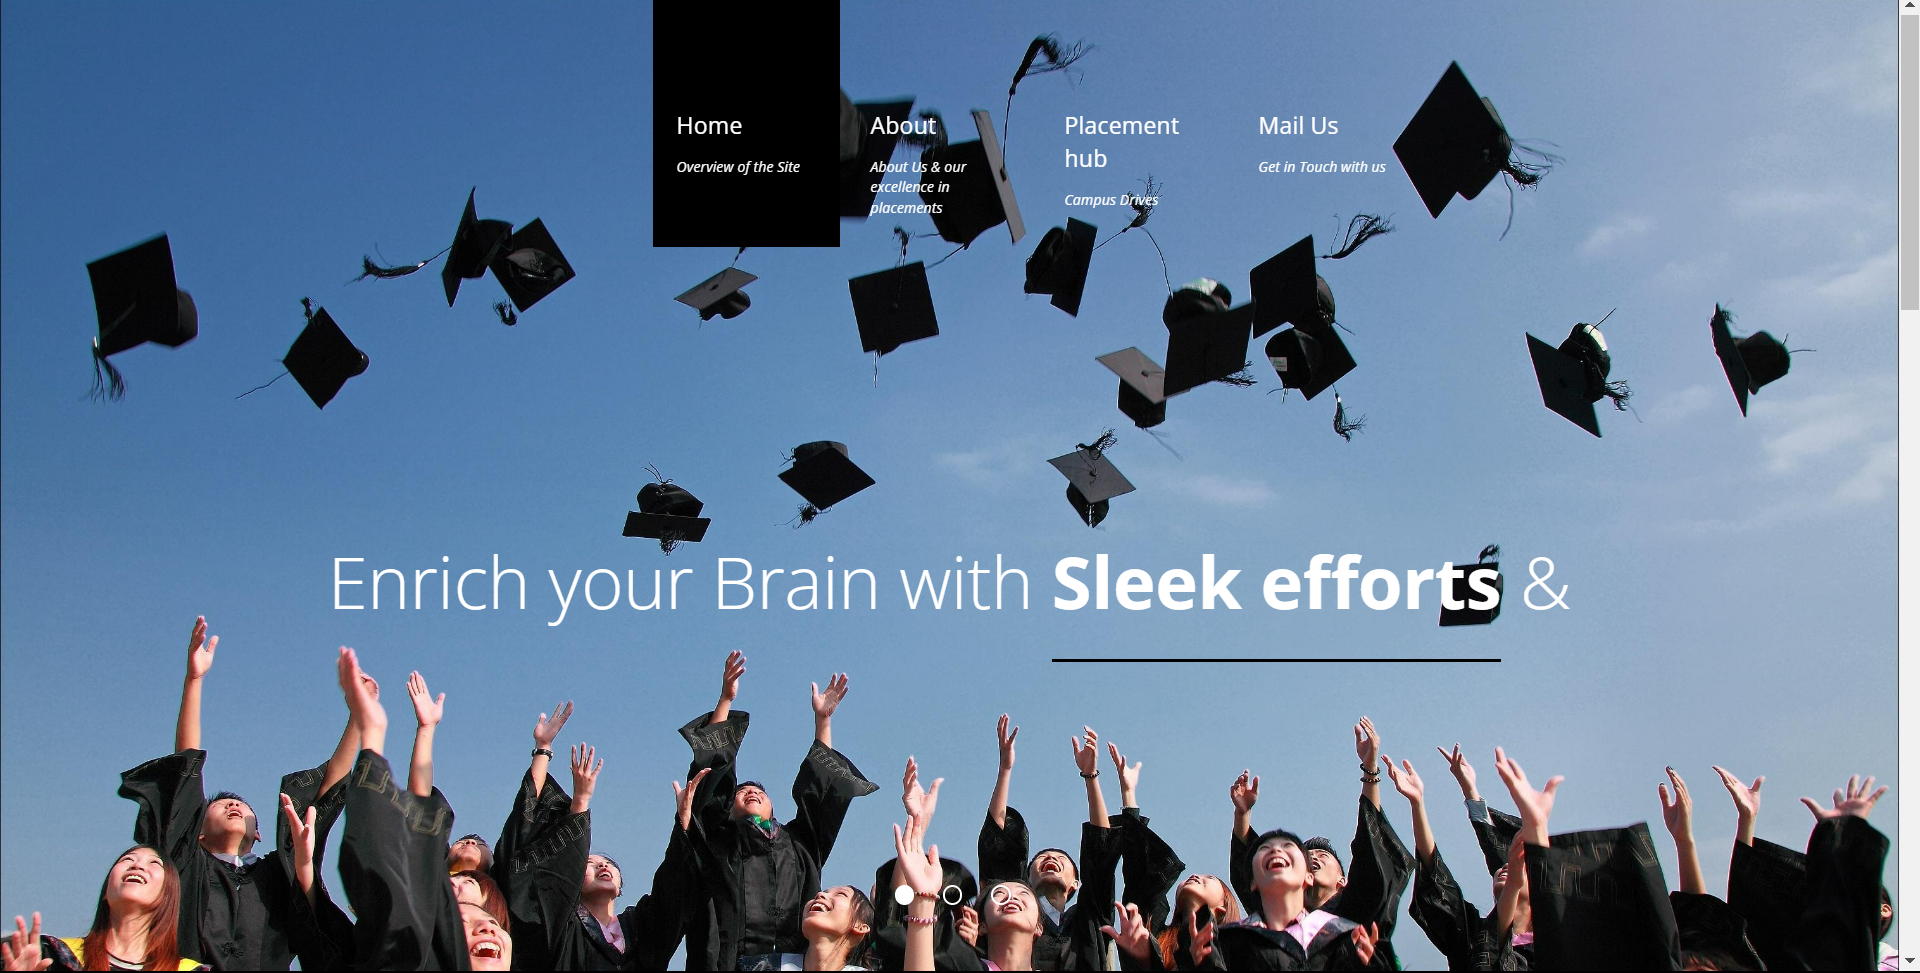 Home
Overview of the Site
About
About Us & our
excellence in
placements
Placement
hub
Campus Drives
Mail Us
Get in Touch with us
Enrich your Brain with Sleek efforts &